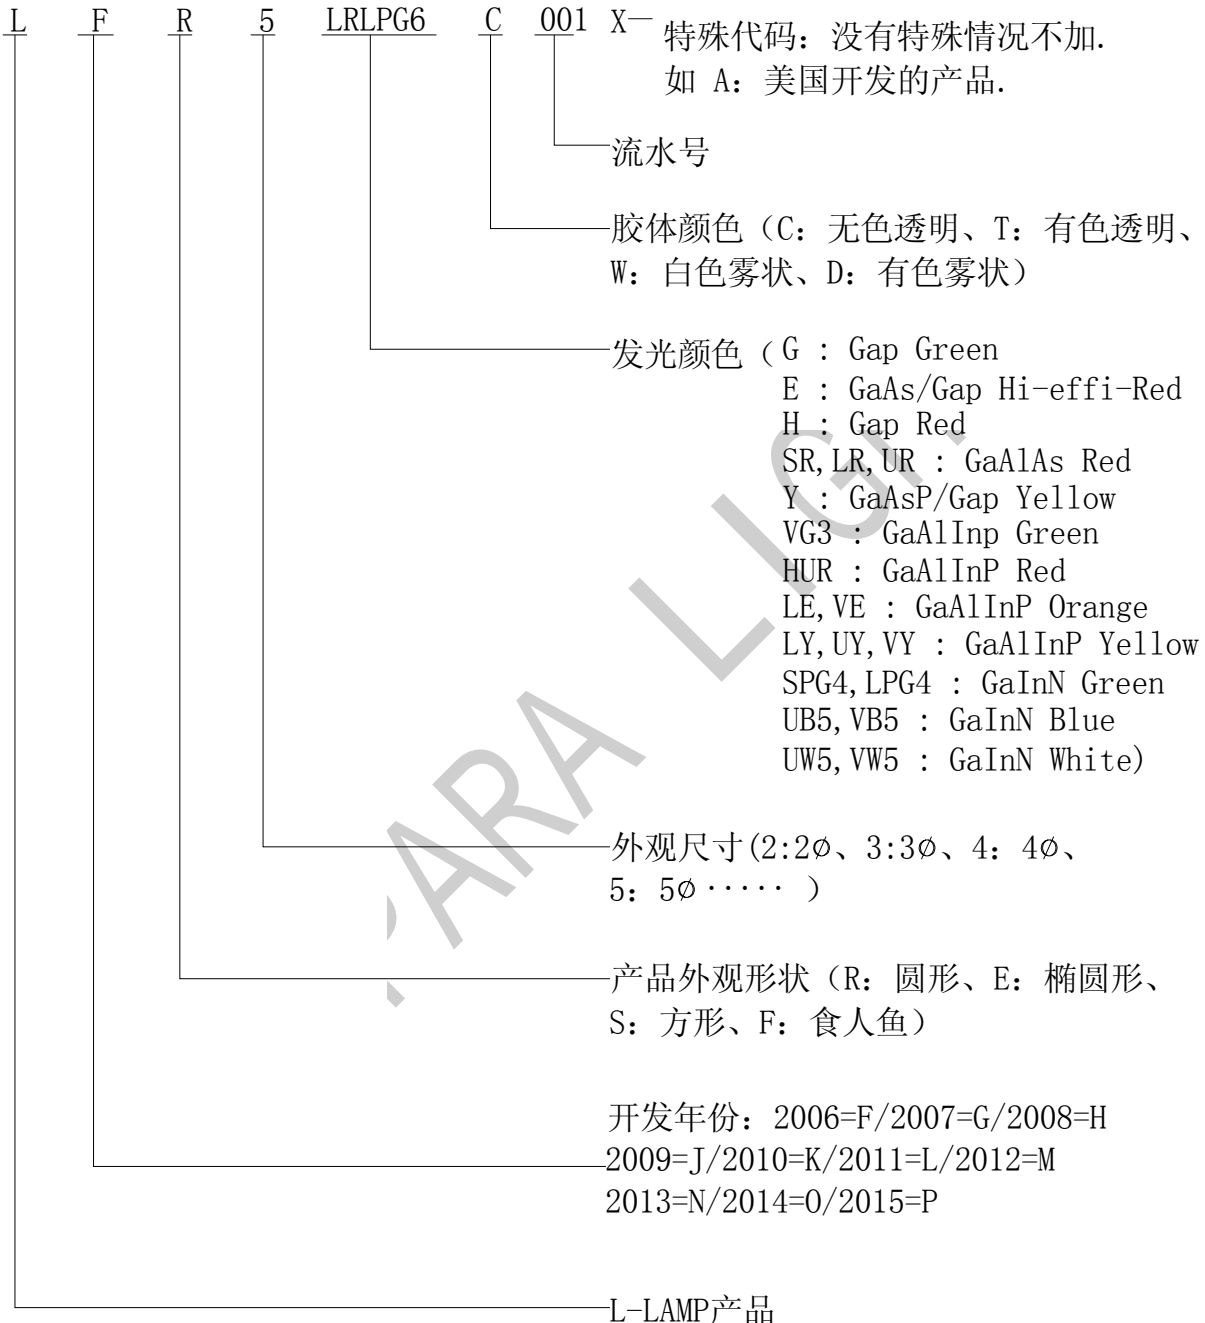 L F R 5 LRLPG6 C 001 X—
特殊代码：没有特殊情况不加.
如 A：美国开发的产品.
流水号
胶体颜色（C：无色透明、T：有色透明、
W：白色雾状、D：有色雾状）
发光颜色（G : Gap Green
E : GaAs/Gap Hi-effi-Red
H : Gap Red
SR,LR,UR : GaAlAs Red
Y : GaAsP/Gap Yellow
VG3 : GaAlInp Green
HUR : GaAlInP Red
LE,VE : GaAlInP Orange
LY,UY,VY : GaAlInP Yellow
SPG4,LPG4 : GaInN Green
UB5,VB5 : GaInN Blue
UW5,VW5 : GaInN White)
外观尺寸(2:2Ø、3:3Ø、4：4Ø、
5：5Ø ····· ）
产品外观形状（R：圆形、E：椭圆形、
S：方形、F：食人鱼）
开发年份：2006=F/2007=G/2008=H
2009=J/2010=K/2011=L/2012=M
2013=N/2014=O/2015=P
L-LAMP产品
PARA LIGH